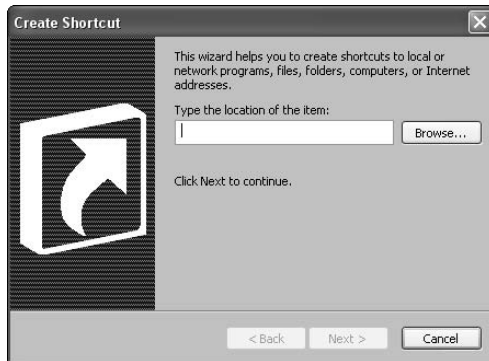 Create Shortcut
This wizard helps you to create shortcuts to local or
network programs, files, folders, computers, or Internet
addresses.
Type the location of the item:
Browse...
Click Next to continue.
< Back
Next >
Cancel